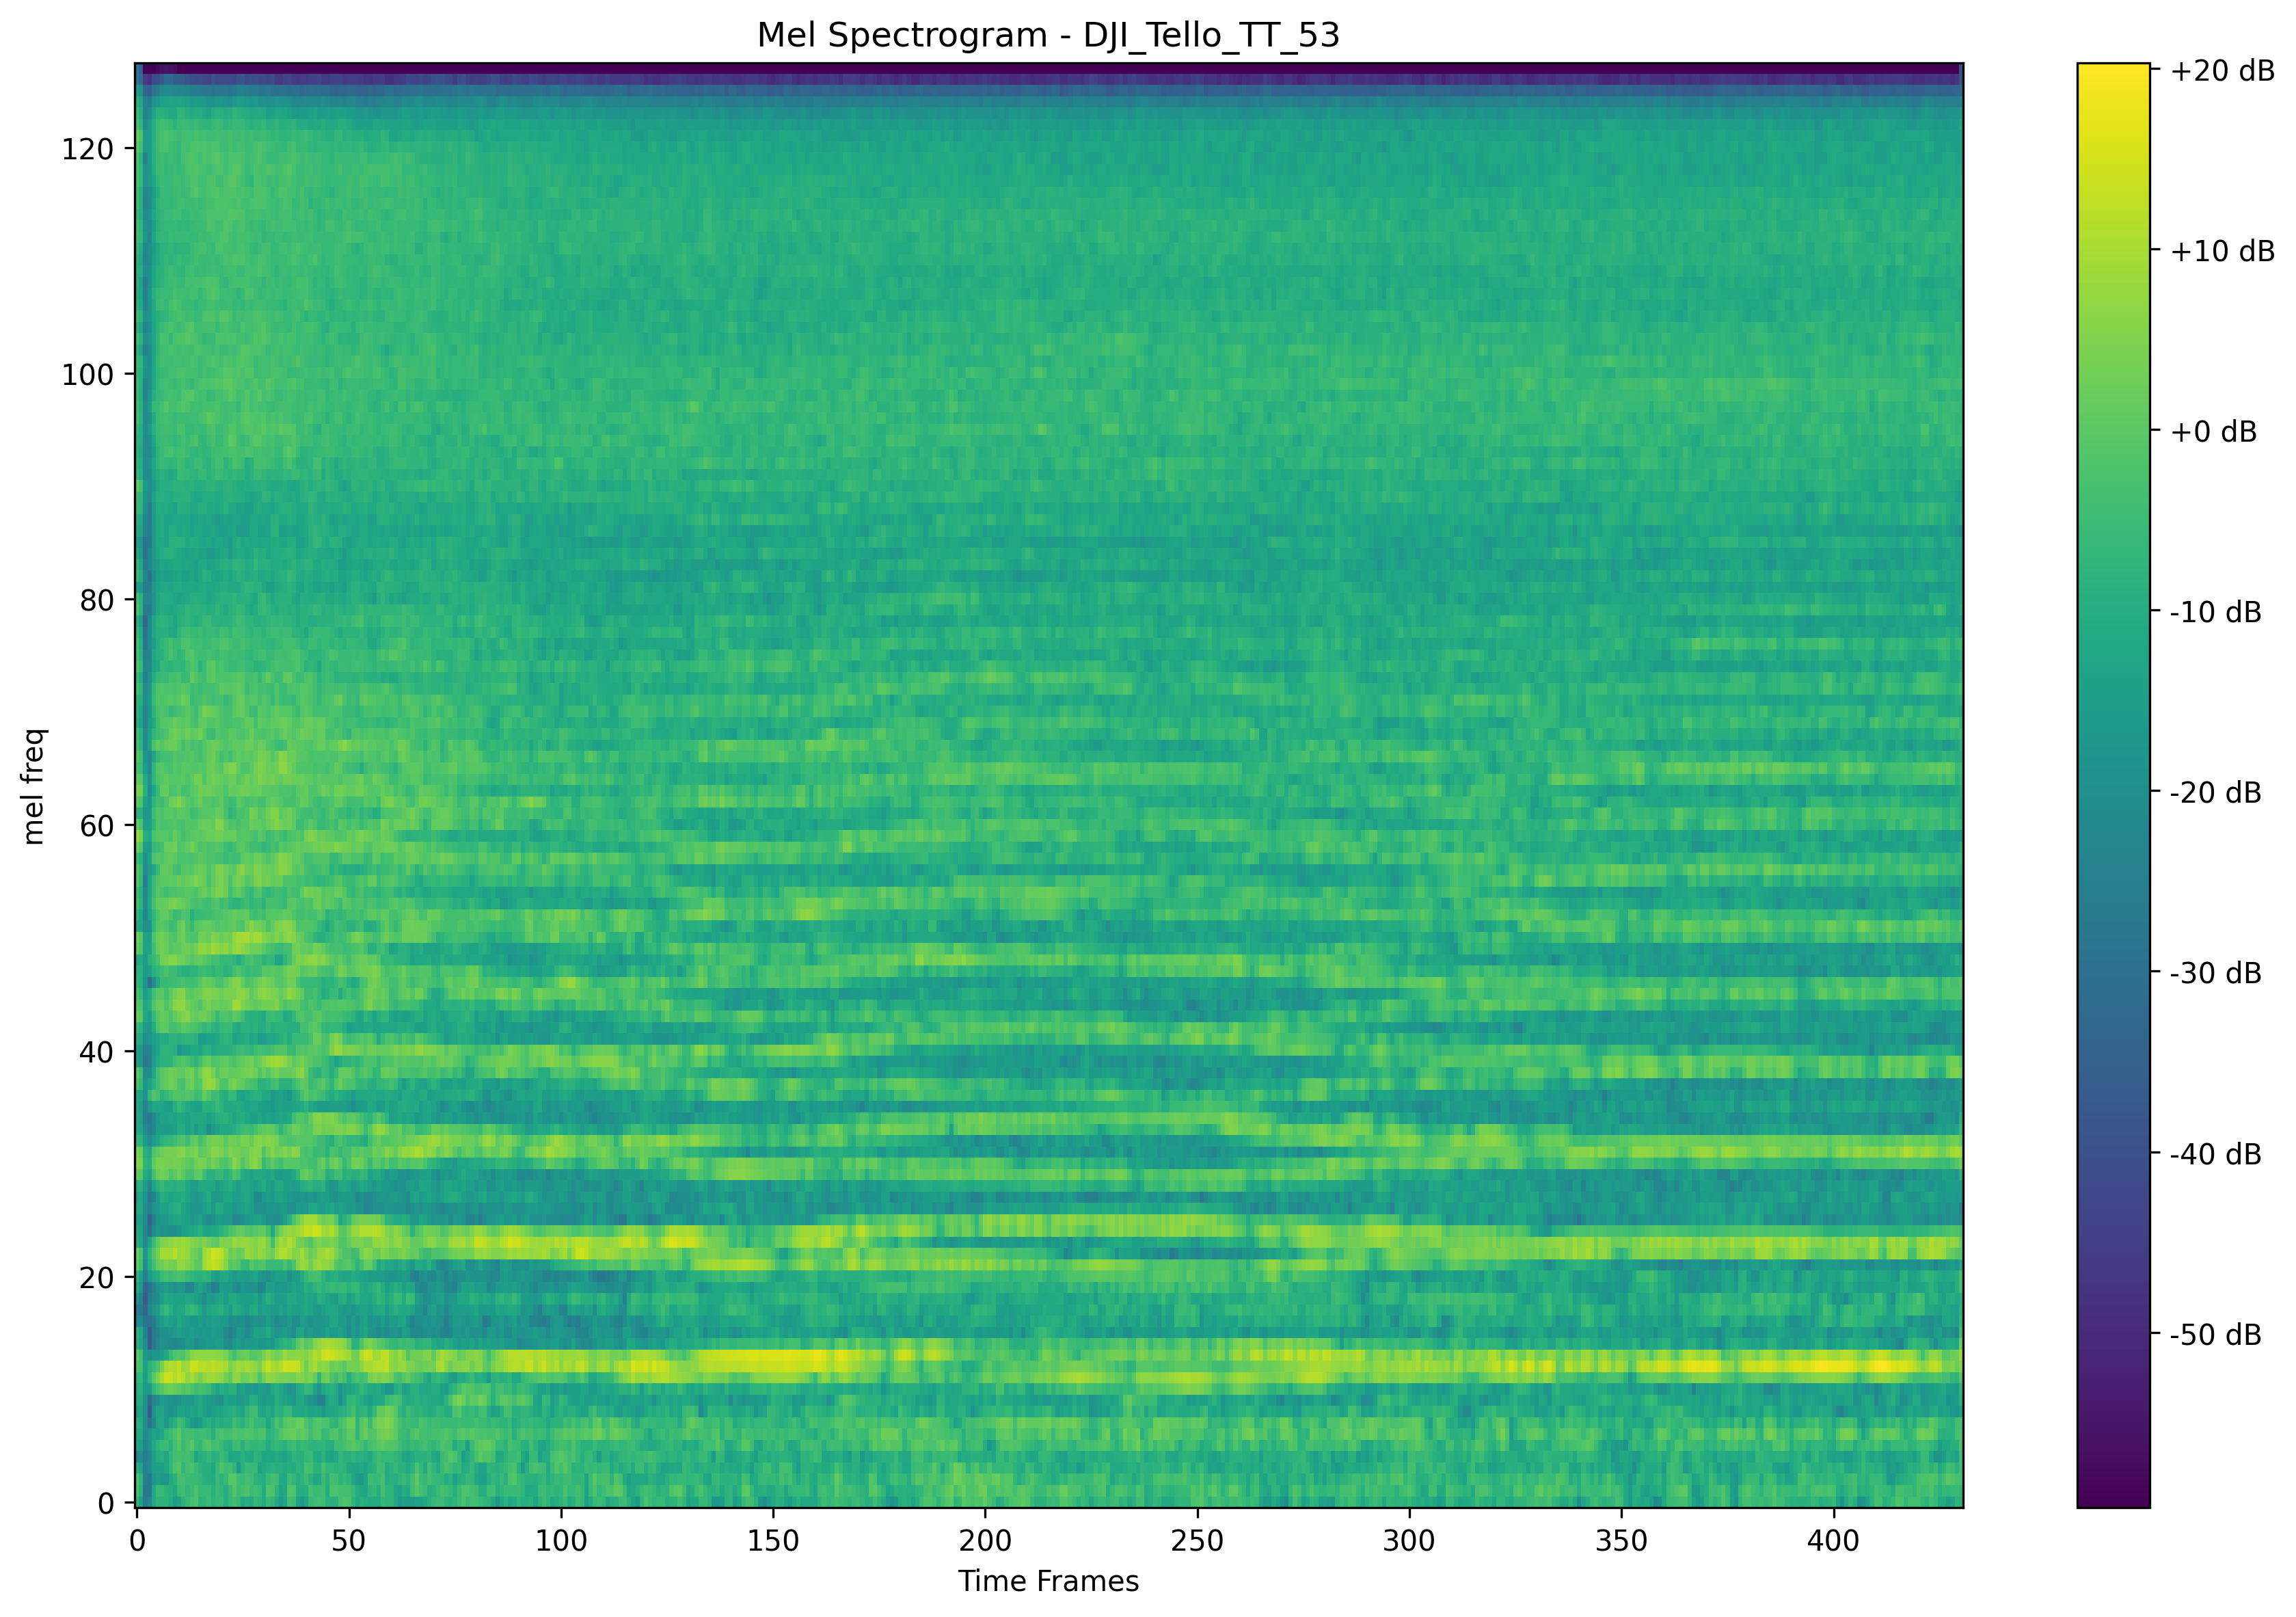 Mel Spectrogram - DJI_Tello_TT_53
+20 dB
+10 dB
+0 dB
-10 dB
-20 dB
-30 dB
-40 dB
-50 dB
120
100
80
60
40
20
0
mel freq
0 50 100 150 200 250 300 350 400
Time Frames